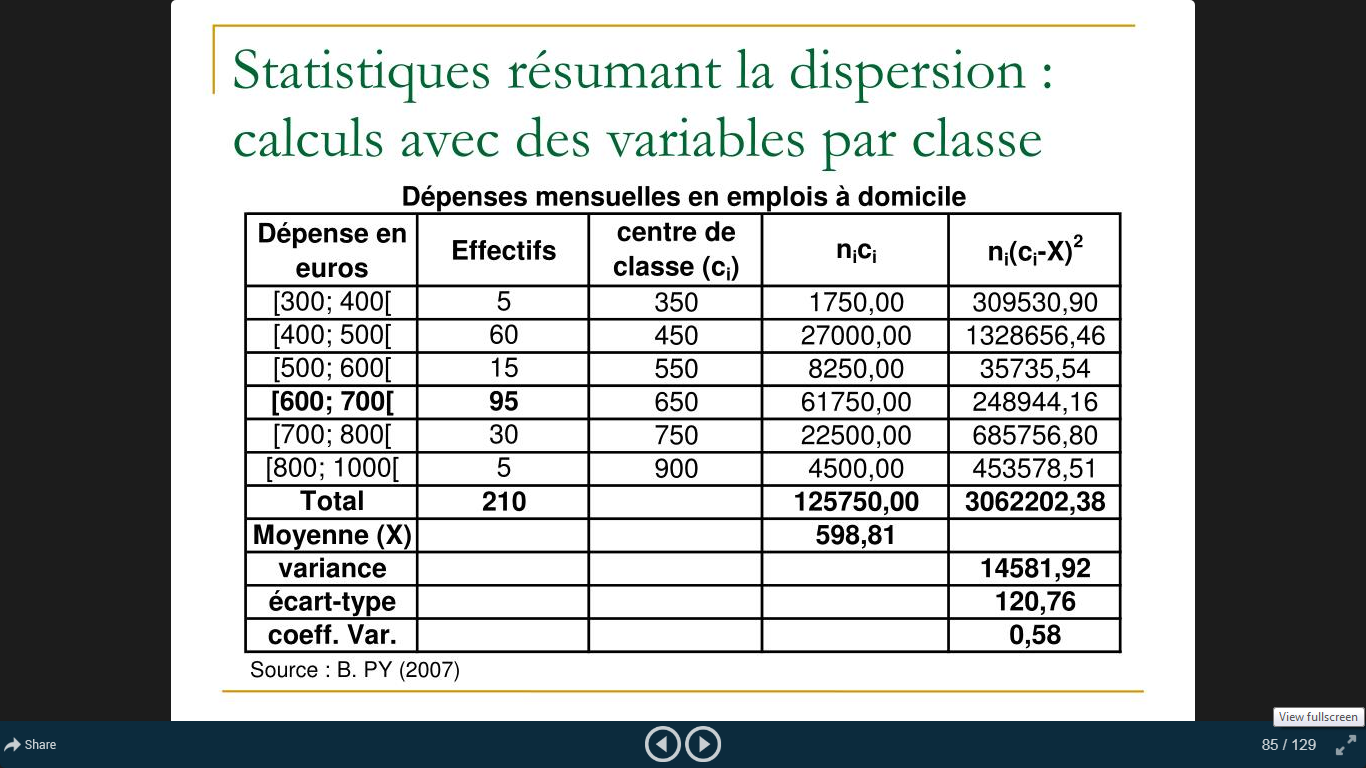 Statistiques résumant la dispersion :
calculs avec des variables par classe
Dépenses mensuelles en emplois à domicile
Dépense en euros Effectifs centre de classe (ci) nici ni(ci-X)2
[300; 400[ 5 350 1750,00 309530,90
[400; 500[ 60 450 27000,00 1328656,46
[500; 600[ 15 550 8250,00 35735,54
[600; 700[ 95 650 61750,00 248944,16
[700; 800[ 30 750 22500,00 685756,80
[800; 1000[ 5 900 4500,00 453578,51
Total 210 125750,00 3062202,38
Moyenne (X) 598,81
variance 14581,92
écart-type 120,76
coeff. Var. 0,58
Source : B. PY (2007)
View fullscreen
Share 85 / 129